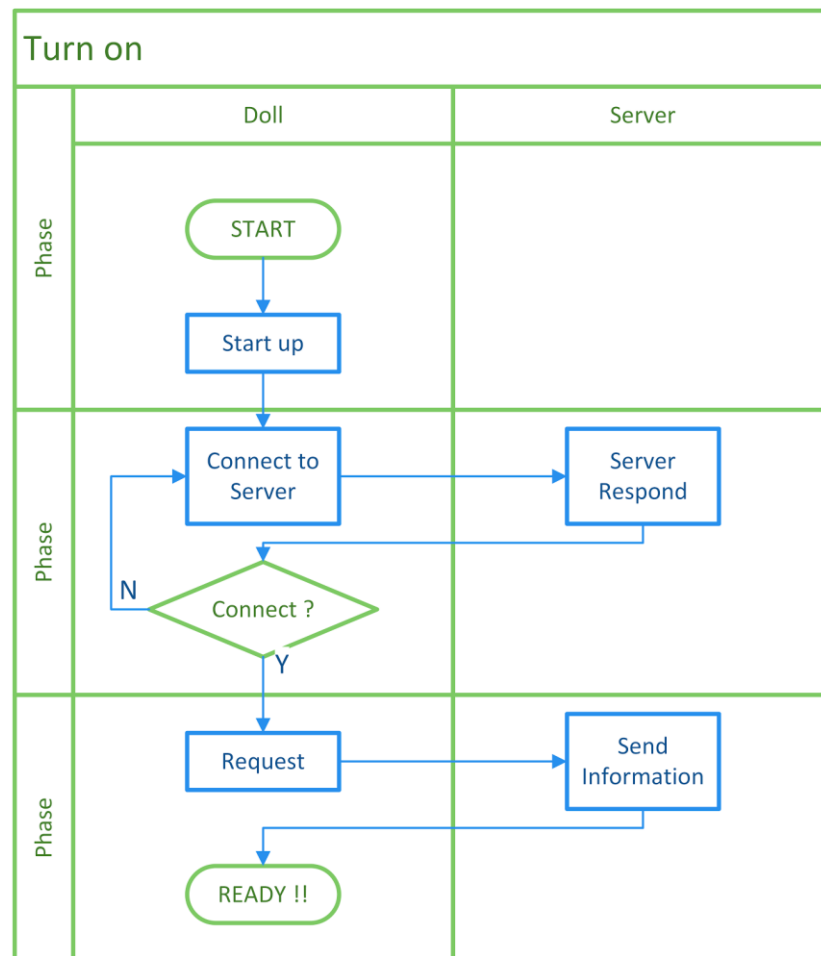 Turn on
Doll
Server
Phase
START
Start up
Phase
Connect to
Server
Server
Respond
N
Connect ?
Y
Phase
Request
Send
Information
READY !!